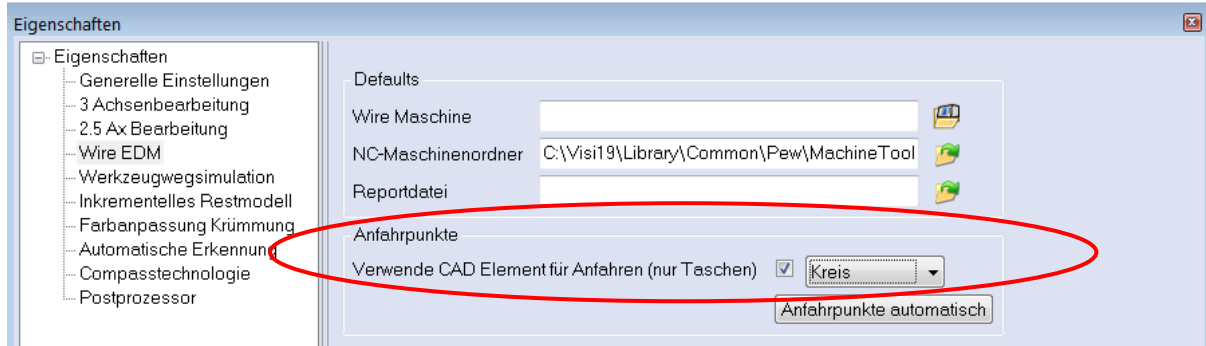 Eigenschaften
Eigenschaften
Generelle Einstellungen
3 Achsenbearbeitung
2.5 Ax Bearbeitung
Wire EDM
Werkzeugwegsimulation
Inkrementelles Restmodell
Farbanpassung Krümmung
Automatische Erkennung
Compasstechnologie
Postprozessor
Defaults
Wire Maschine
NC-Maschinenordner C:\Visi19\Library\Common\Pew\MachineTool
Reportdatei
Anfahrpunkte
Verwende CAD Element für Anfahren (nur Taschen) Kreis
Anfahrpunkte automatisch